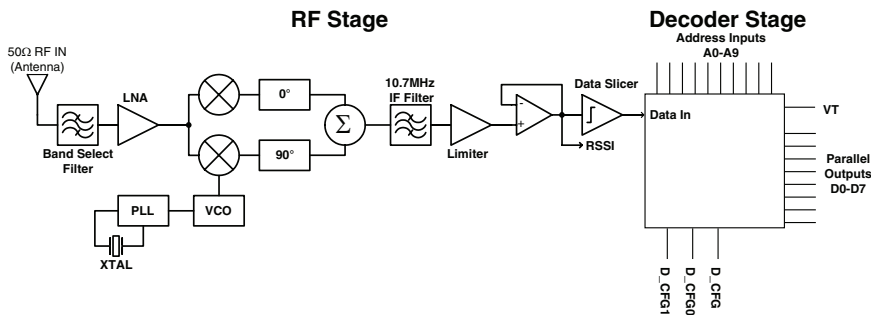 RF Stage
Decoder Stage
50Ω RF IN
(Antenna)
Band Select
Filter
LNA
0°
90°
Σ
PLL
VCO
XTAL
10.7MHz
IF Filter
Limiter
-
+
RSSI
Data Slicer
Address Inputs
A0-A9
Data In
VT
Parallel
Outputs
D0-D7
D_CFG1
D_CFG0
D_CFG